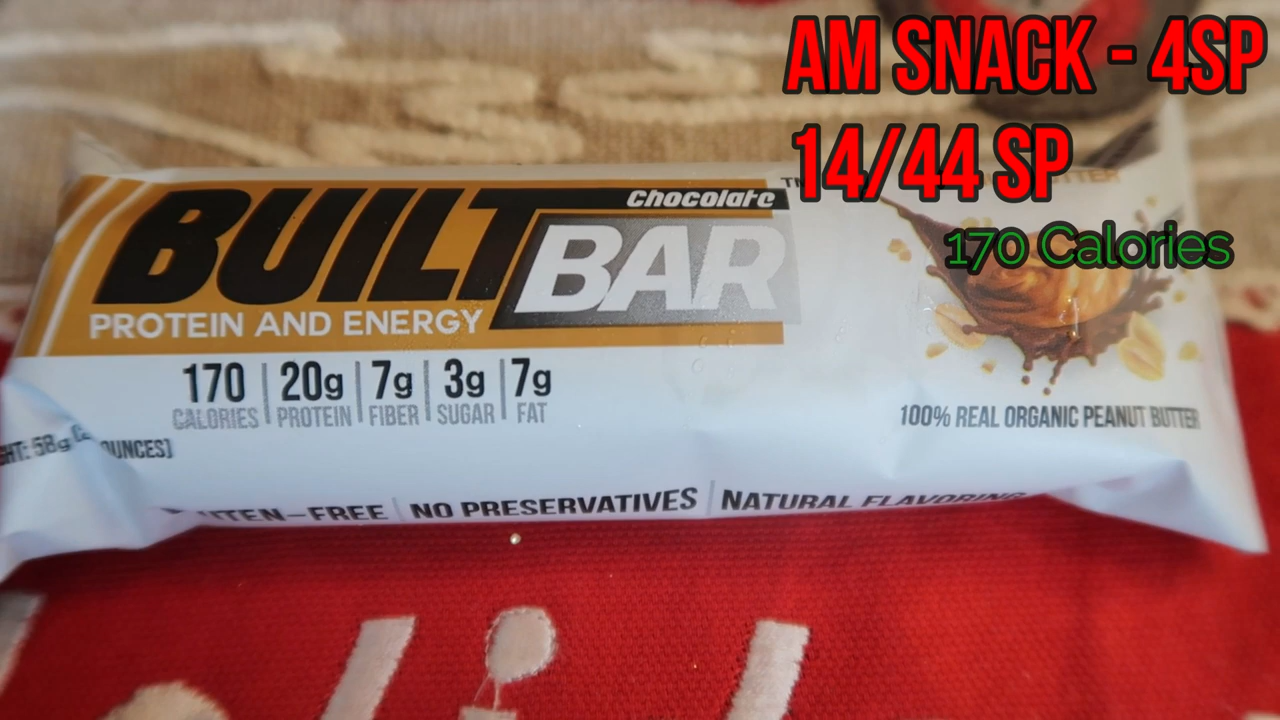 AM SNACK - 4SP
14/44 SP
170 Calories
Chocolate
BUILT BAR
PROTEIN AND ENERGY
170 | 20g | 7g | 3g | 7g
CALORIES | PROTEIN | FIBER | SUGAR | FAT
58g
OUNCES)
100% REAL ORGANIC PEANUT BUTTER
NO PRESERVATIVES | NATURAL FLAVORING